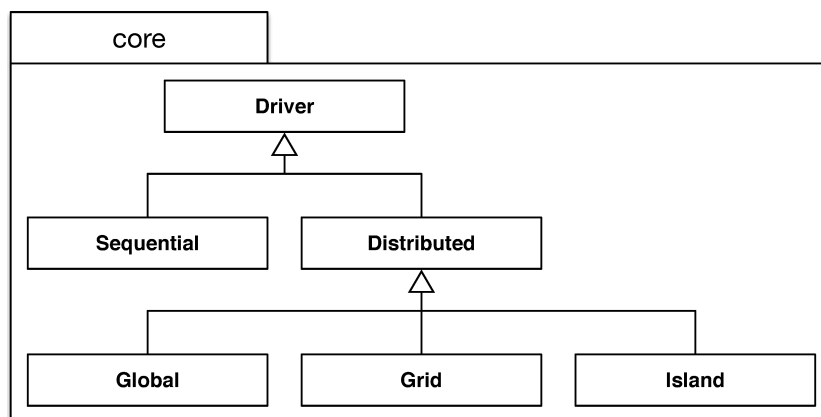 core
Driver
Sequential
Distributed
Global
Grid
Island